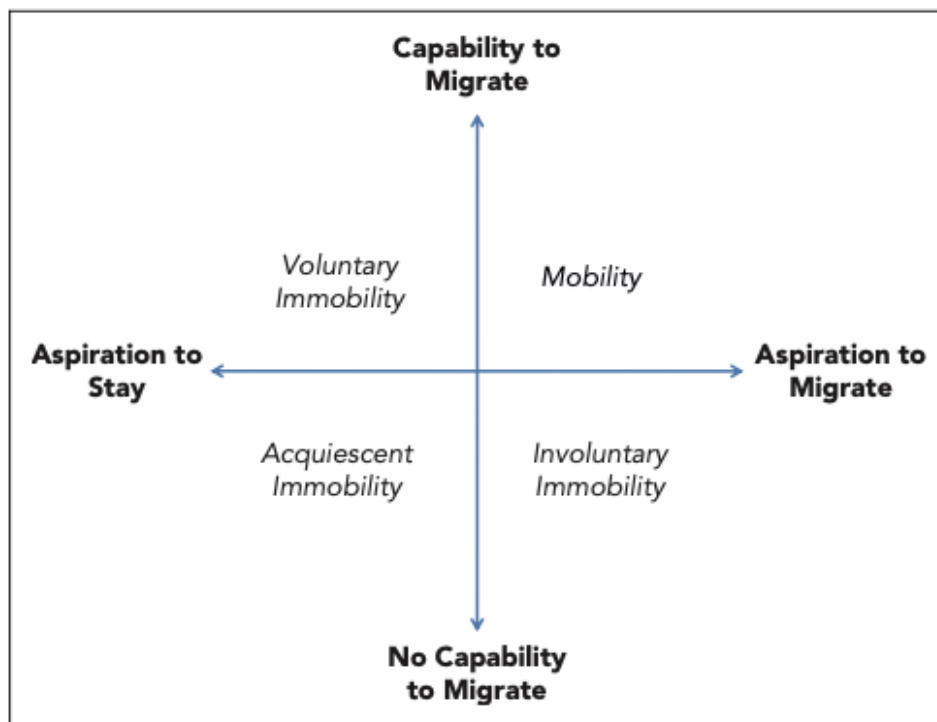 Capability to
Migrate
Voluntary
Immobility
Mobility
Aspiration to
Stay
Aspiration to
Migrate
Acquiescent
Immobility
Involuntary
Immobility
No Capability
to Migrate